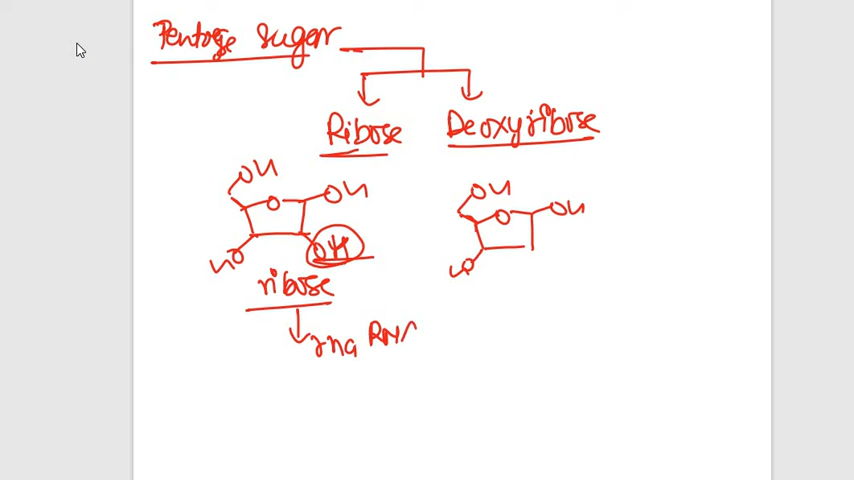 Pentose sugar
Ribose Deoxyribose
OH OH OH OH
O O
HO OH HO
ribose
rna RNA